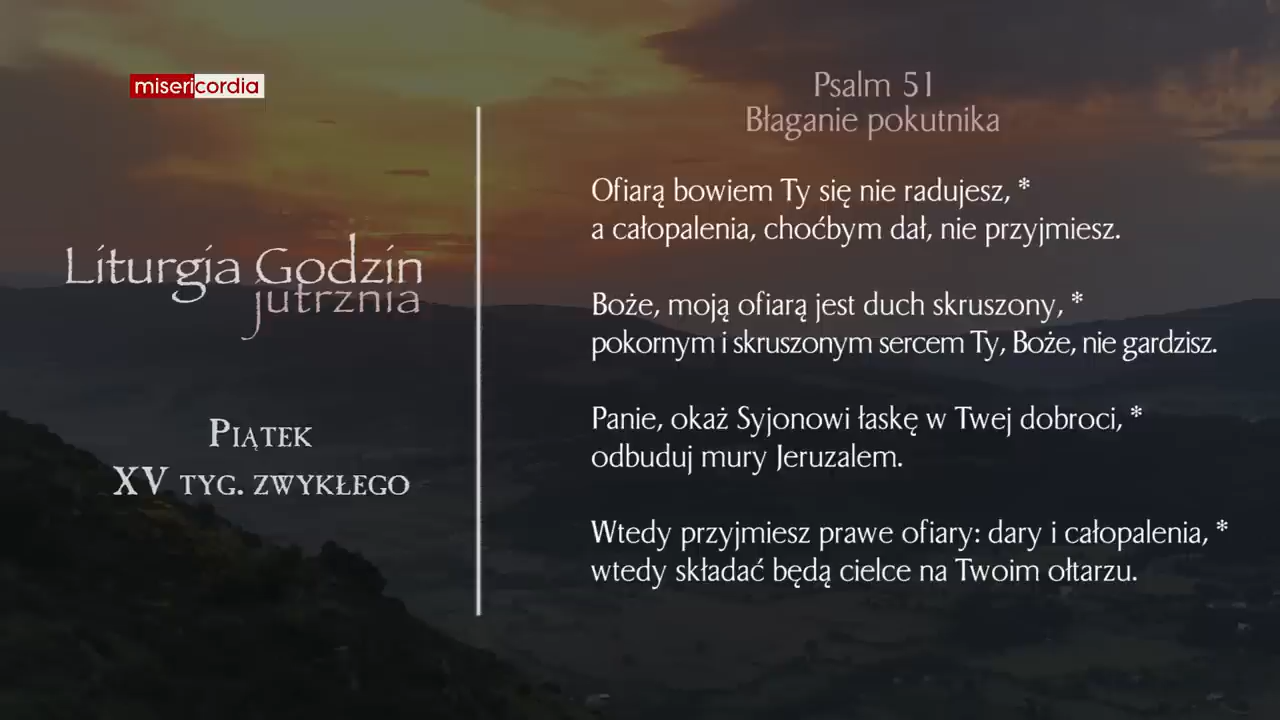 misericordia
Liturgia Godzin
jutrznia
Piątek
XV tyg. zwykłego
Psalm 51
Błaganie pokutnika
Ofiarą bowiem Ty się nie radujesz, *
a całopalenia, choćbym dał, nie przyjmiesz.
Boże, moją ofiarą jest duch skruszony, *
pokornym i skruszonym sercem Ty, Boże, nie gardzisz.
Panie, okaż Syjonowi łaskę w Twej dobroci, *
odbuduj mury Jeruzalem.
Wtedy przyjmiesz prawe ofiary: dary i całopalenia, *
wtedy składać będą cielce na Twoim ołtarzu.